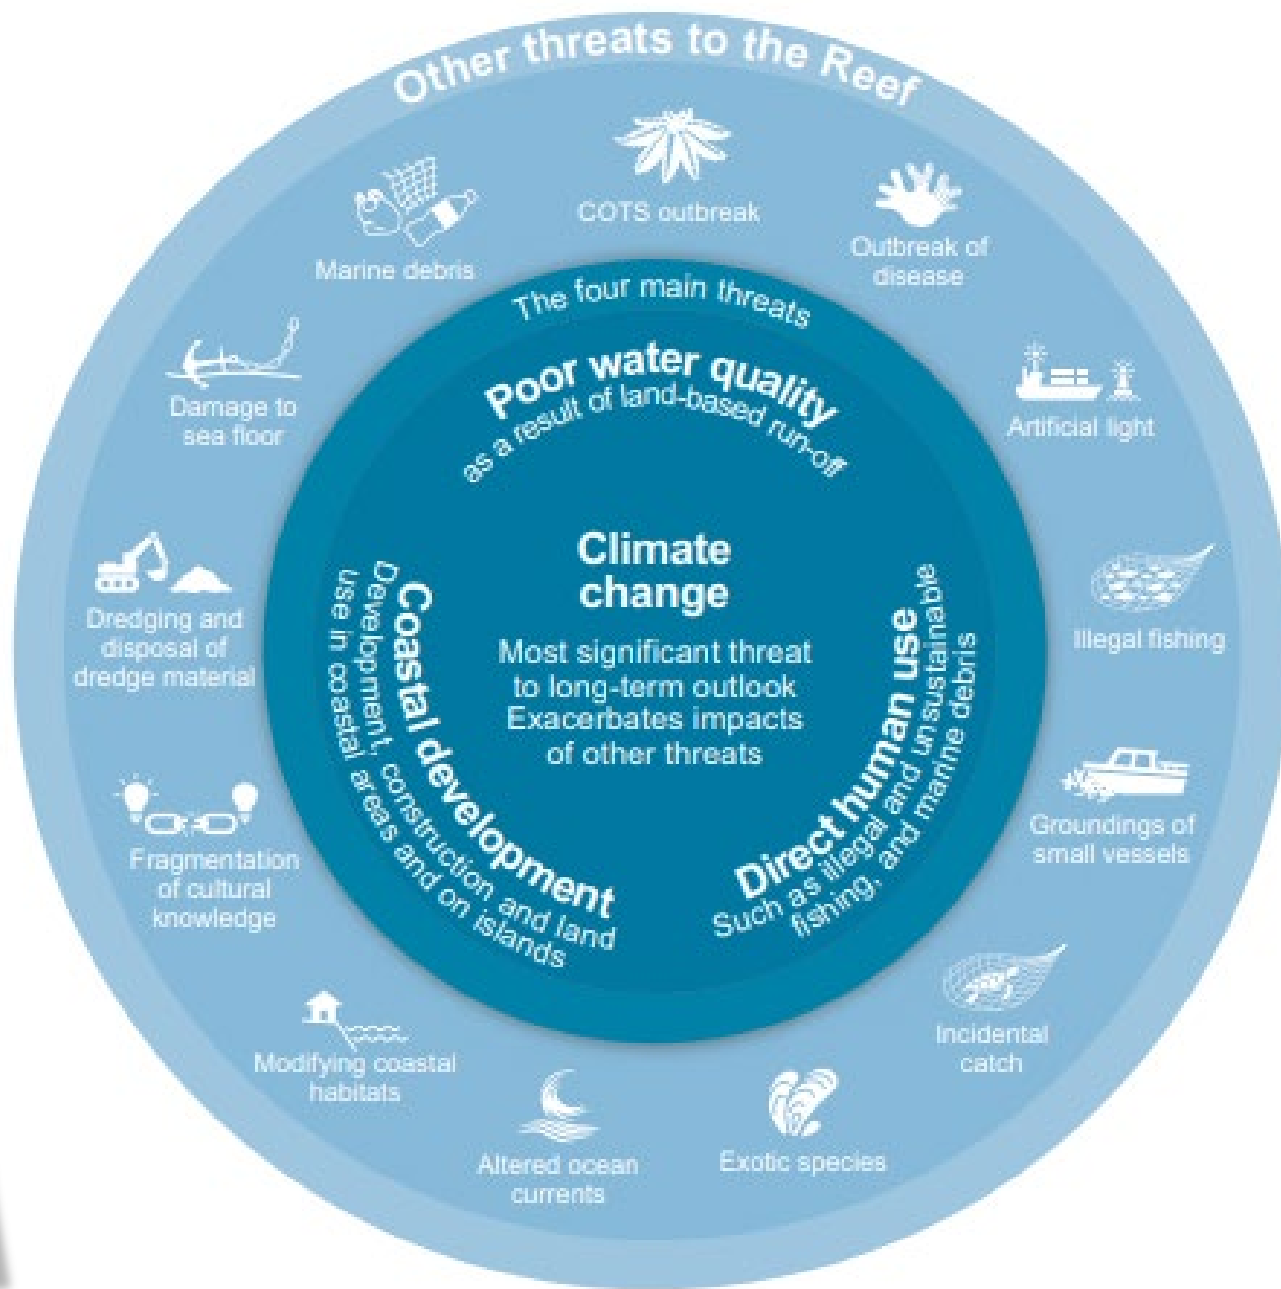 Other threats to the Reef
COTS outbreak
Outbreak of
disease
Artificial light
Illegal fishing
Groundings of
small vessels
Incidental
catch
Exotic species
Altered ocean
currents
Modifying coastal
habitats
Fragmentation
of cultural
knowledge
Dredging and
disposal of
dredge material
Damage to
sea floor
Marine debris
The four main threats
Poor water quality
as a result of land-based run-off
Climate
change
Most significant threat
to long-term outlook
Exacerbates impacts
of other threats
Direct human use
Such as illegal and unsustainable
fishing, and marine debris
Coastal development
Development, construction and land
use in coastal areas and on islands